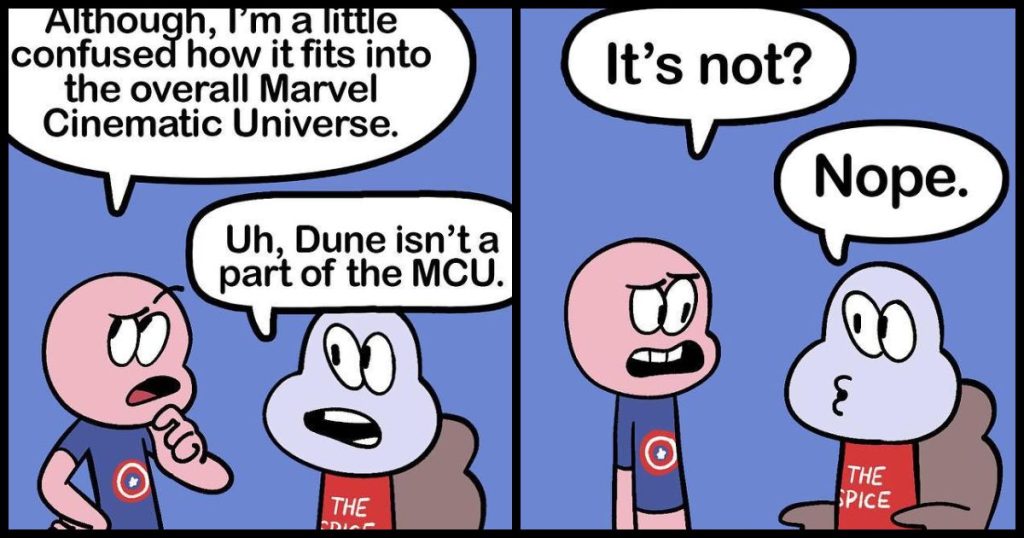 Although, I'm a little
confused how it fits into
the overall Marvel
Cinematic Universe.
Uh, Dune isn't a
part of the MCU.
THE
SPICE
It's not?
Nope.
THE
SPICE